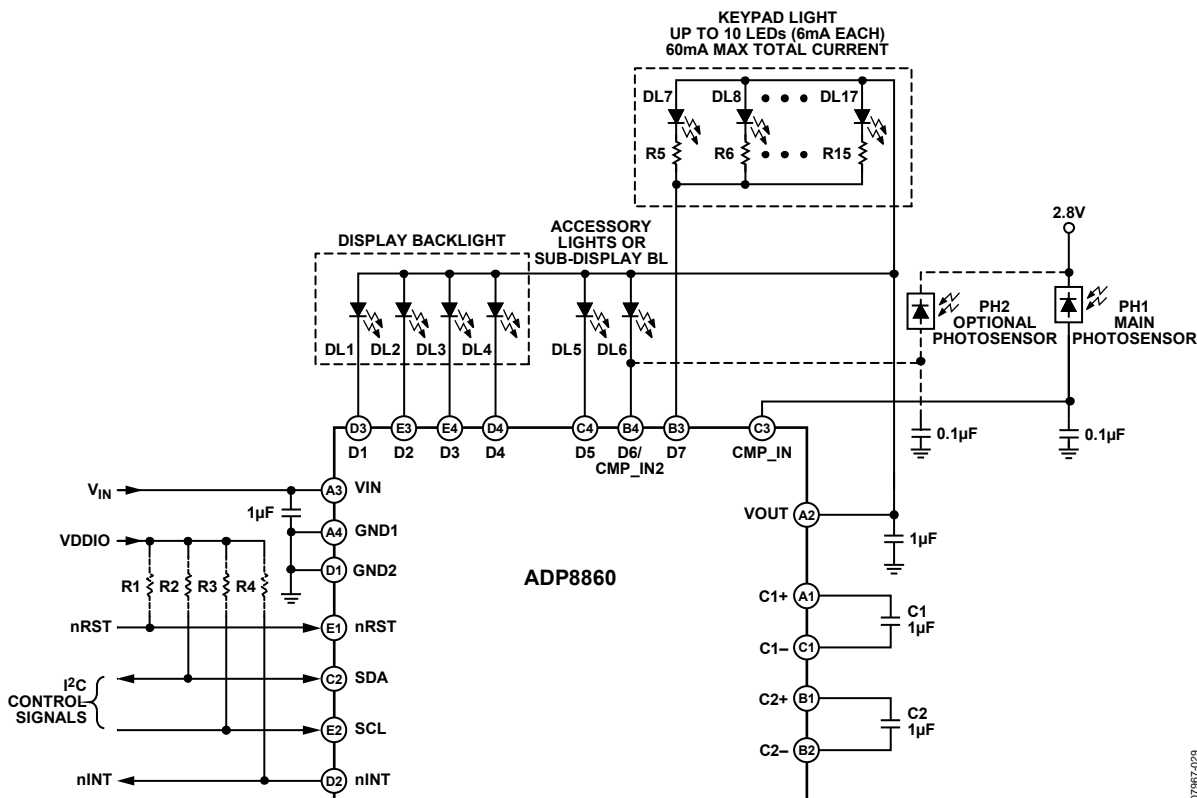 KEYPAD LIGHT
UP TO 10 LEDs (6mA EACH)
60mA MAX TOTAL CURRENT
DL7
DL8
DL17
R5
R6
R15
2.8V
DISPLAY BACKLIGHT
ACCESSORY
LIGHTS OR
SUB-DISPLAY BL
PH2
OPTIONAL
PHOTOSENSOR
PH1
MAIN
PHOTOSENSOR
DL1
DL2
DL3
DL4
DL5
DL6
D3
E3
E4
D4
C4
B4
B3
C3
0.1µF
0.1µF
D1
D2
D3
D4
D5
D6/
CMP_IN2
D7
CMP_IN
VIN
A3
VIN
1µF
A4
GND1
VOUT
A2
1µF
VDDIO
D1
GND2
ADP8860
R1
R2
R3
R4
C1+
A1
C1
1µF
nRST
E1
nRST
C1–
C1
I2C
CONTROL
SIGNALS
C2
SDA
C2+
B1
C2
1µF
E2
SCL
C2–
B2
nINT
D2
nINT
07967-029